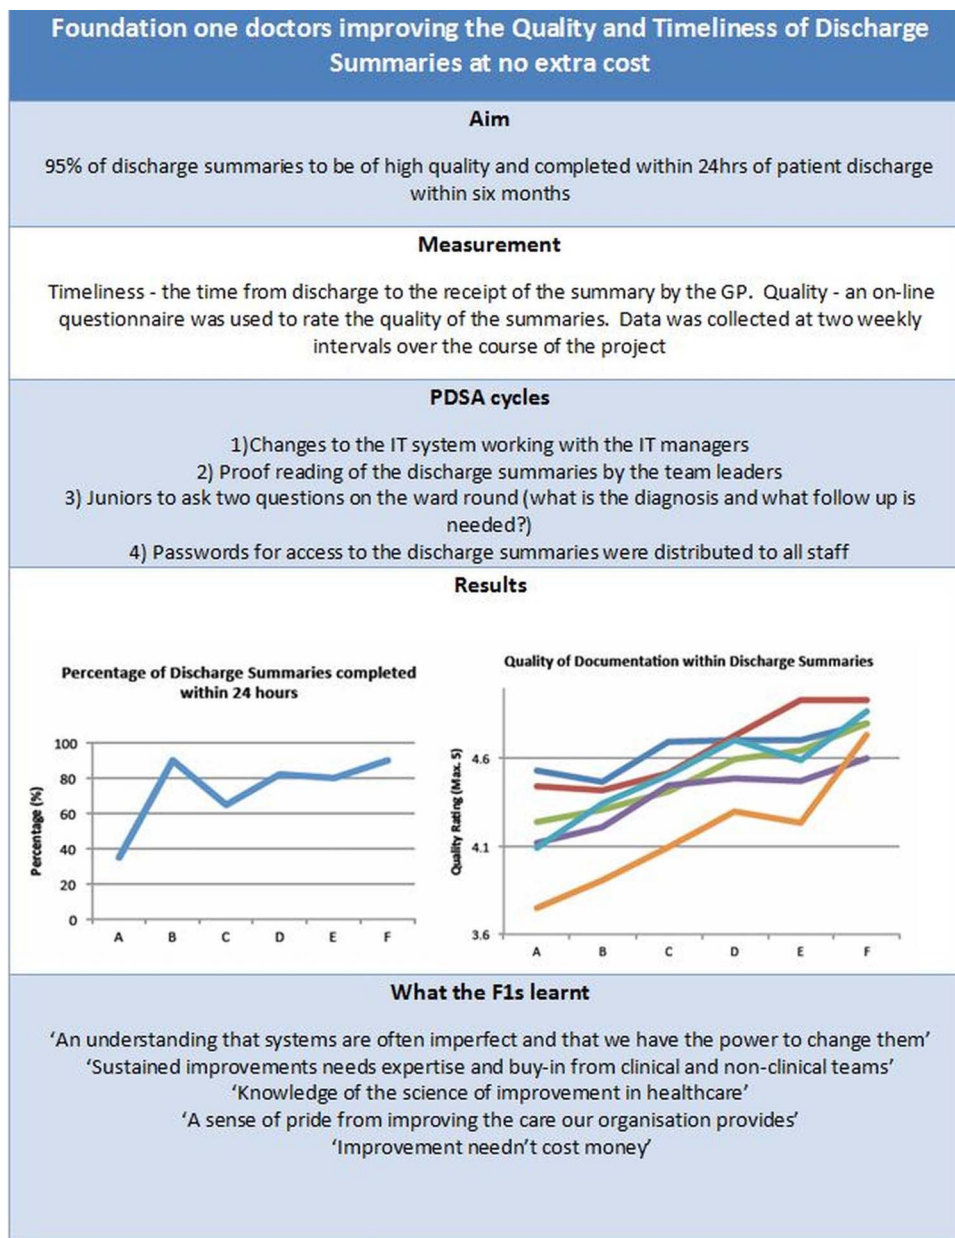 Foundation one doctors improving the Quality and Timeliness of Discharge
Summaries at no extra cost
Aim
95% of discharge summaries to be of high quality and completed within 24hrs of patient discharge
within six months
Measurement
Timeliness - the time from discharge to the receipt of the summary by the GP. Quality - an on-line
questionnaire was used to rate the quality of the summaries. Data was collected at two weekly
intervals over the course of the project
PDSA cycles
1)Changes to the IT system working with the IT managers
2) Proof reading of the discharge summaries by the team leaders
3) Juniors to ask two questions on the ward round (what is the diagnosis and what follow up is
needed?)
4) Passwords for access to the discharge summaries were distributed to all staff
Results
Percentage of Discharge Summaries completed
within 24 hours
Percentage (%)
100
80
60
40
20
0
A B C D E F
Quality of Documentation within Discharge Summaries
Quality Rating (Max. 5)
4.6
4.1
3.6
A B C D E F
What the F1s learnt
‘An understanding that systems are often imperfect and that we have the power to change them’
‘Sustained improvements needs expertise and buy-in from clinical and non-clinical teams’
‘Knowledge of the science of improvement in healthcare’
‘A sense of pride from improving the care our organisation provides’
‘Improvement needn’t cost money’